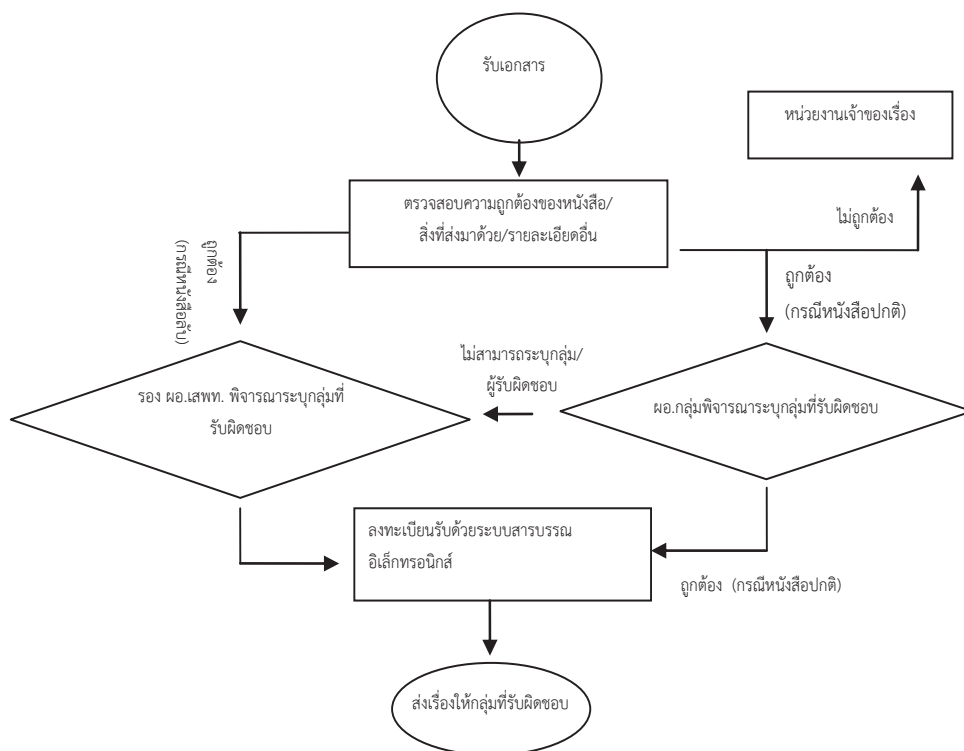 รับเอกสาร
หน่วยงานเจ้าของเรื่อง
ตรวจสอบความถูกต้องของหนังสือ/
สิ่งที่ส่งมาด้วย/รายละเอียดอื่น
ไม่ถูกต้อง
ถูกต้อง
(กรณีหนังสือลับ)
ถูกต้อง
(กรณีหนังสือปกติ)
ไม่สามารถระบุกลุ่ม/
ผู้รับผิดชอบ
รอง ผอ.เสพท. พิจารณาระบุกลุ่มที่
รับผิดชอบ
ผอ.กลุ่มพิจารณาระบุกลุ่มที่รับผิดชอบ
ลงทะเบียนรับด้วยระบบสารบรรณ
อิเล็กทรอนิกส์
ถูกต้อง (กรณีหนังสือปกติ)
ส่งเรื่องให้กลุ่มที่รับผิดชอบ